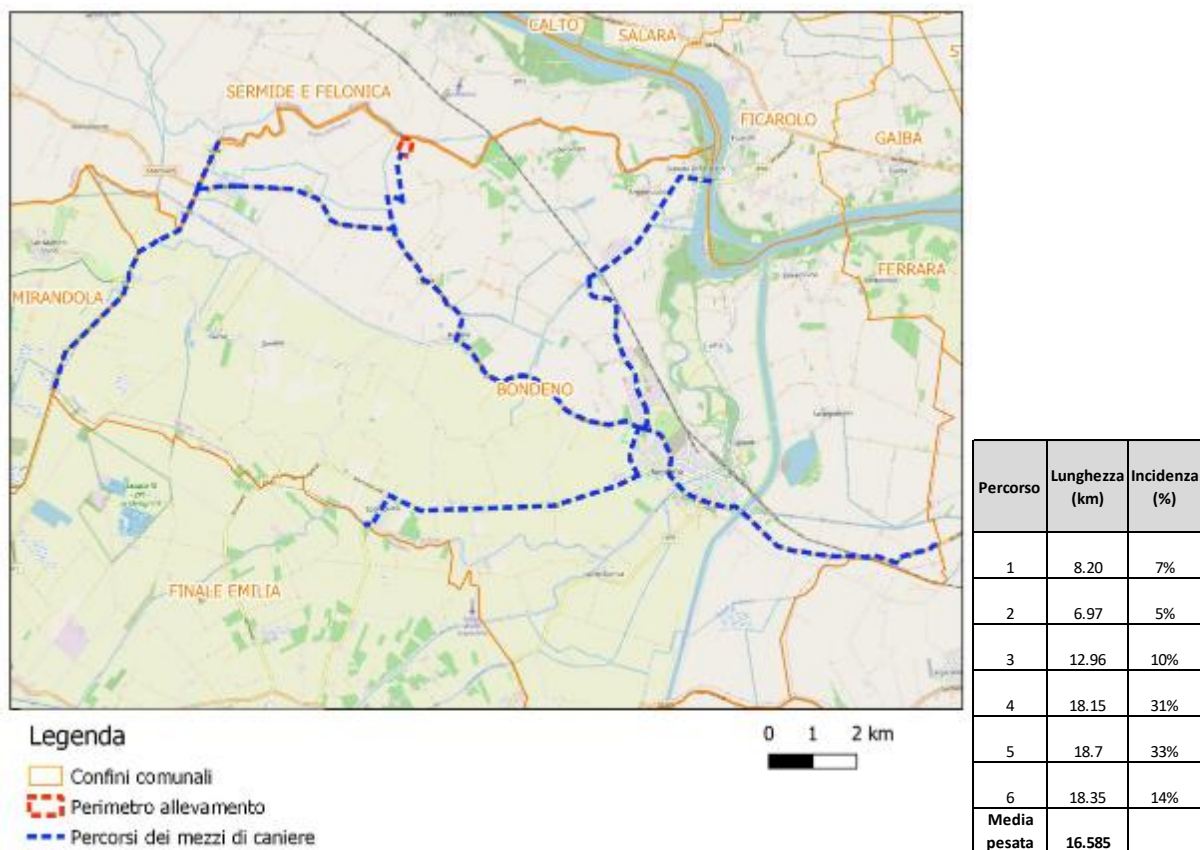 CALTO
SALARA
SERMIDE E FELONICA
FICAROLO
GAIBA
FERRARA
MIRANDOLA
BONDENO
FINALE EMILIA
Legenda
Confini comunali
Perimetro allevamento
Percorsi dei mezzi di caniere
0 1 2 km
Percorso Lunghezza (km) Incidenza (%)
1 8.20 7%
2 6.97 5%
3 12.96 10%
4 18.15 31%
5 18.7 33%
6 18.35 14%
Media pesata 16.585